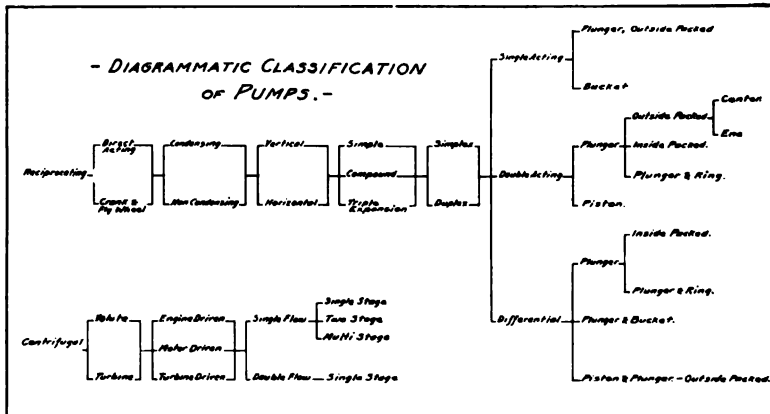 - DIAGRAMMATIC CLASSIFICATION
OF PUMPS.-
Reciprocating
Direct
Acting
Crank &
Fly Wheel
Condensing
Non Condensing
Vertical
Horizontal
Simple
Compound
Triple
Expansion
Simplex
Duplex
Single Acting
Plunger, Outside Packed
Bucket
Double Acting
Plunger
Outside Packed
Center
End
Inside Packed.
Plunger & Ring.
Piston.
Differential
Plunger
Inside Packed.
Plunger & Ring.
Plunger & Bucket.
Piston & Plunger. - Outside Packed.
Centrifugal
Volute
Turbine
Engine Driven
Motor Driven
Turbine Driven
Single Flow
Single Stage
Two Stage
Multi Stage
Double Flow
Single Stage